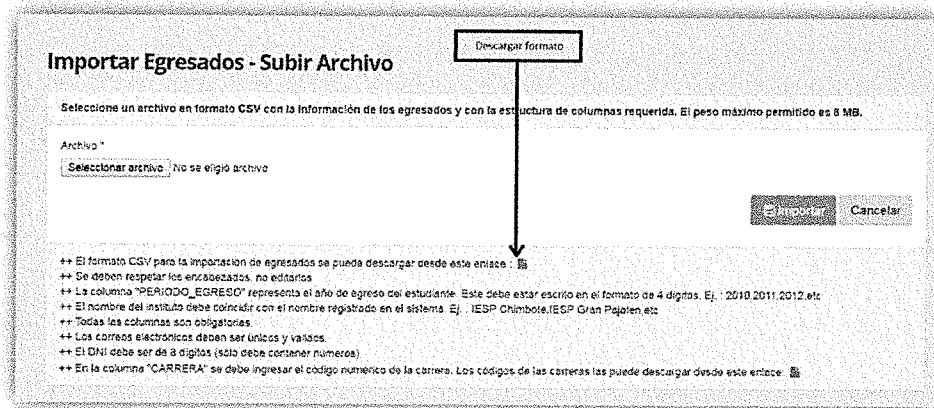 Descargar formato
Importar Egresados - Subir Archivo
Seleccione un archivo en formato CSV con la información de los egresados y con la estructura de columnas requerida. El peso máximo permitido es 8 MB.
Archivo *
Seleccionar archivo No se eligió archivo
Importar Cancelar
++ El formato CSV para la importación de egresados se puede descargar desde este enlace :
++ Se deben respetar los encabezados, no editarlos
++ La columna "PERIODO_EGRESO" representa el año de egreso del estudiante. Este debe estar escrito en el formato de 4 dígitos. Ej. : 2010,2011,2012,etc
++ El nombre del instituto debe coincidir con el nombre registrado en el sistema. Ej. : IESP Chimbote,IESP Gran Pajaten,etc
++ Todas las columnas son obligatorias.
++ Los correos electrónicos deben ser únicos y validos.
++ El DNI debe ser de 8 dígitos (solo debe contener números)
++ En la columna "CARRERA" se debe ingresar el código numérico de la carrera. Los códigos de las carreras las puede descargar desde este enlace: